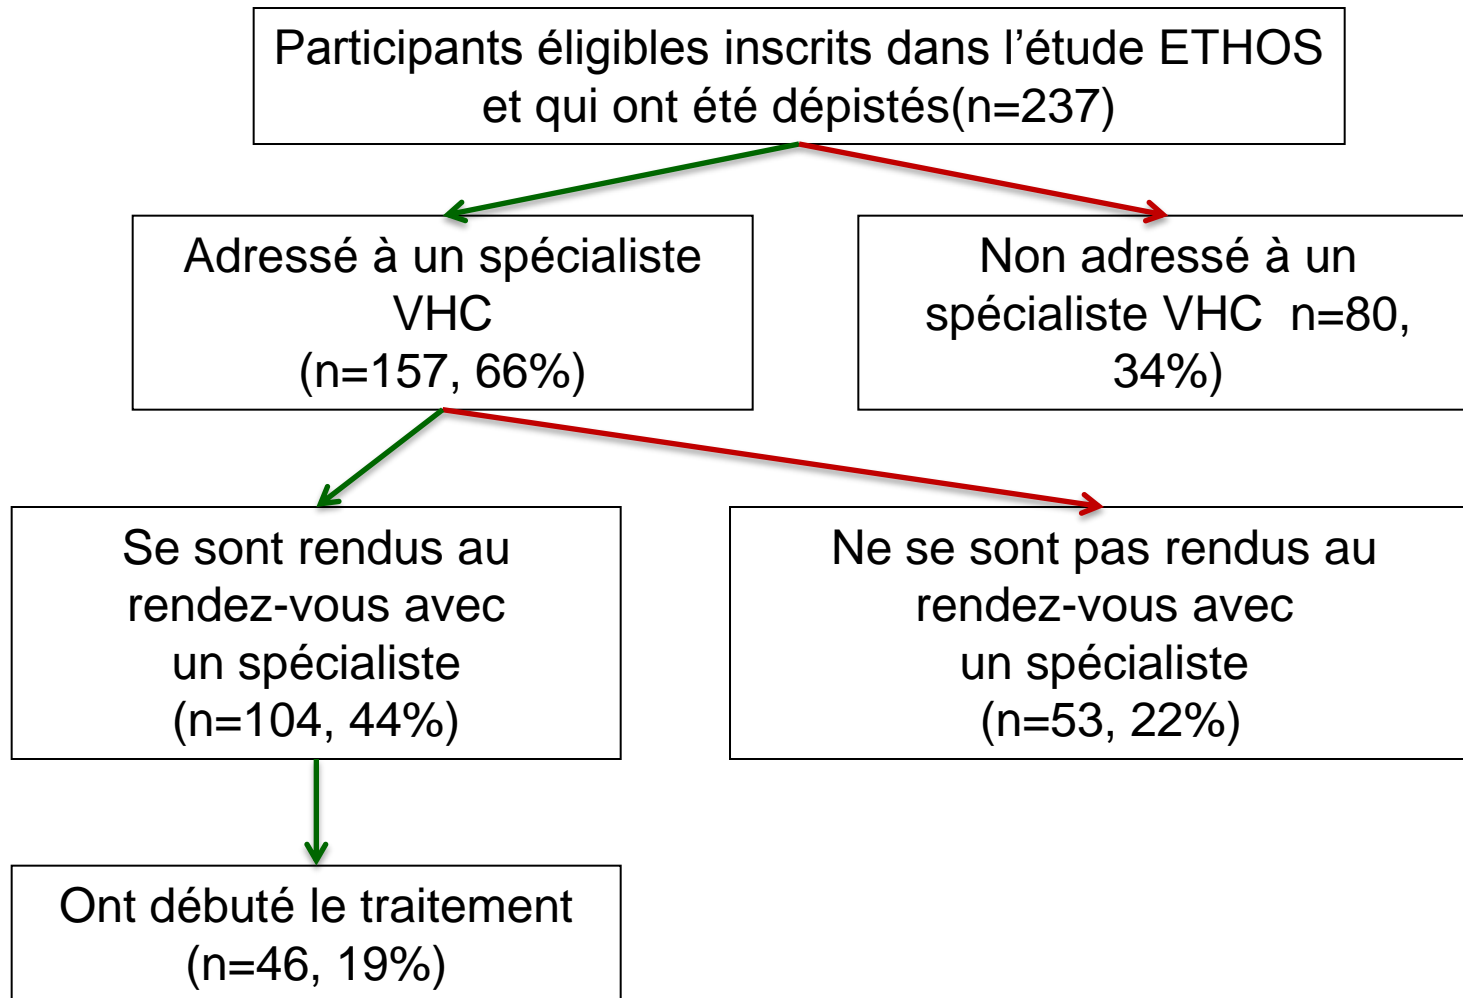 Participants éligibles inscrits dans l’étude ETHOS
et qui ont été dépistés(n=237)
Adressé à un spécialiste
VHC
(n=157, 66%)
Non adressé à un
spécialiste VHC  n=80,
34%)
Se sont rendus au
rendez-vous avec
un spécialiste
(n=104, 44%)
Ne se sont pas rendus au
rendez-vous avec
un spécialiste
(n=53, 22%)
Ont débuté le traitement
(n=46, 19%)